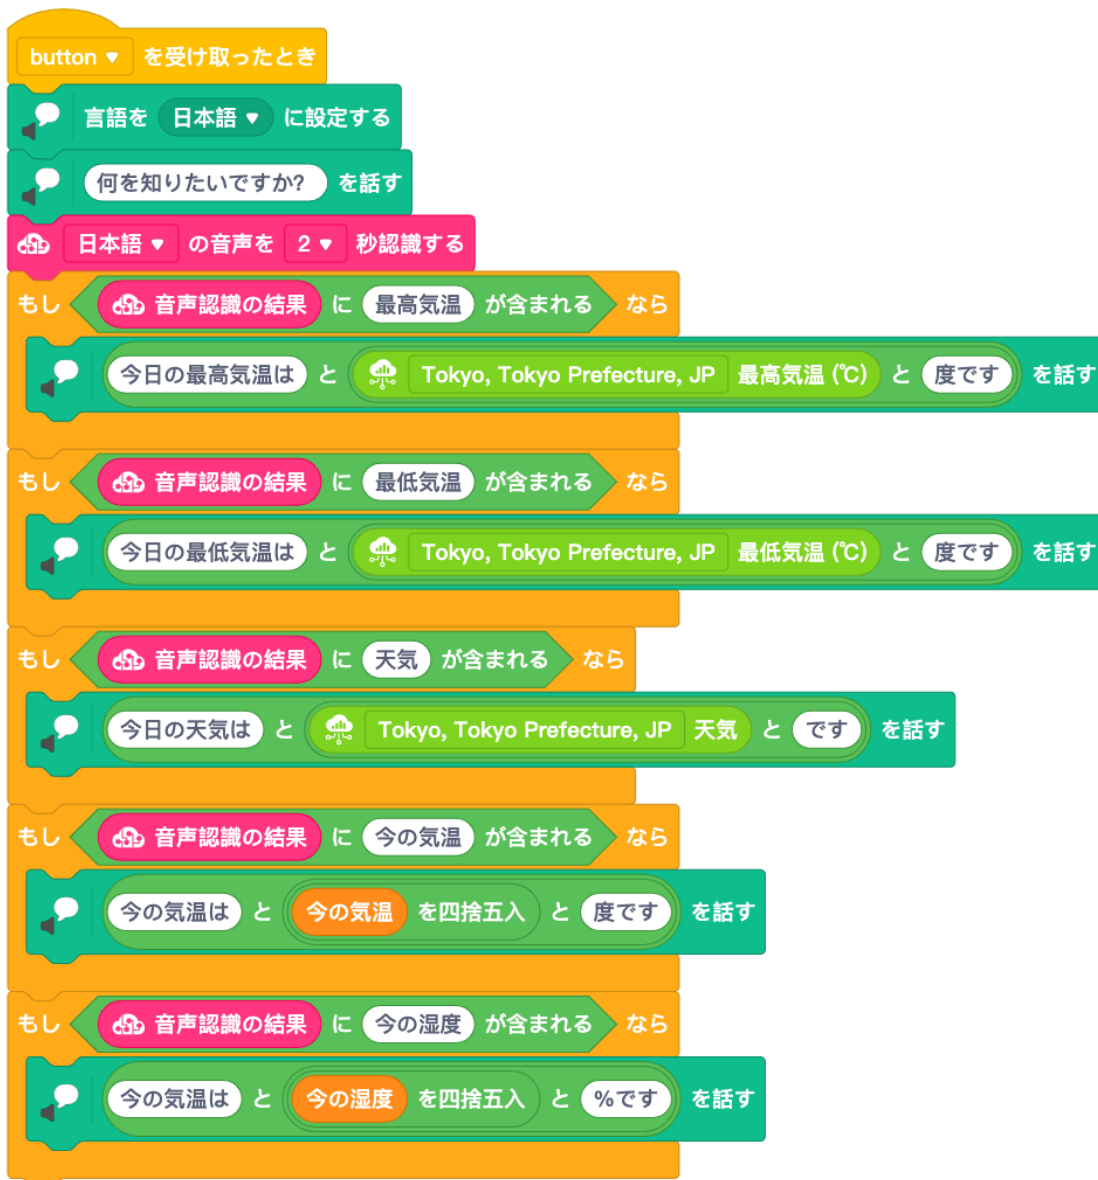 button ▼ を受け取ったとき
言語を 日本語 ▼ に設定する
何を知りたいですか? を話す
日本語 ▼ の音声を 2 ▼ 秒認識する
もし 音声認識の結果 に 最高気温 が含まれる なら
今日の最高気温は と Tokyo, Tokyo Prefecture, JP 最高気温 (℃) と 度です を話す
もし 音声認識の結果 に 最低気温 が含まれる なら
今日の最低気温は と Tokyo, Tokyo Prefecture, JP 最低気温 (℃) と 度です を話す
もし 音声認識の結果 に 天気 が含まれる なら
今日の天気は と Tokyo, Tokyo Prefecture, JP 天気 と です を話す
もし 音声認識の結果 に 今の気温 が含まれる なら
今の気温は と 今の気温 を四捨五入 と 度です を話す
もし 音声認識の結果 に 今の湿度 が含まれる なら
今の気温は と 今の湿度 を四捨五入 と %です を話す